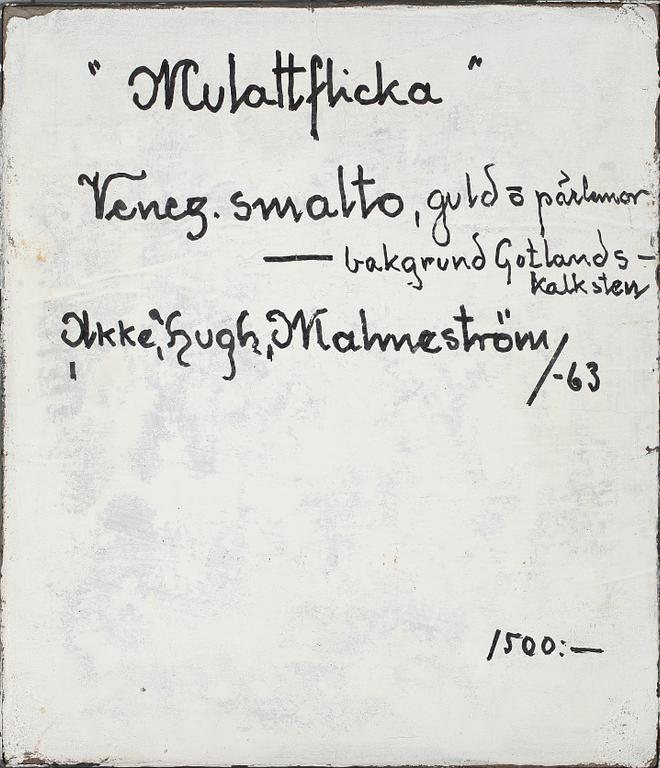 " Mulattflicka "
Venez. smalto, guld o pärlemor
— bakgrund Gotlands-
kalksten
Akke "Hugh" Malmeström
/-63
1500:—